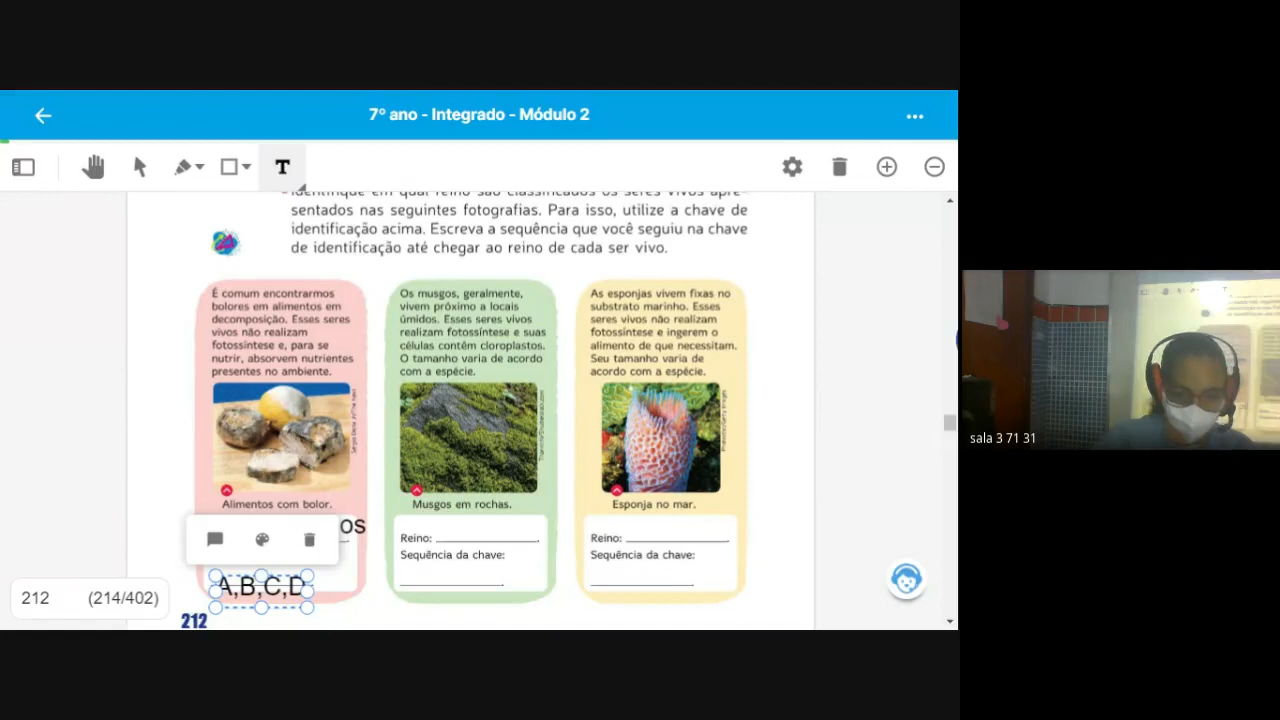 7º ano - Integrado - Módulo 2
T
identifique em qual reino são classificados os seres vivos apre-
sentados nas seguintes fotografias. Para isso, utilize a chave de
identificação acima. Escreva a sequência que você seguiu na chave
de identificação até chegar ao reino de cada ser vivo.
É comum encontrarmos
bolores em alimentos em
decomposição. Esses seres
vivos não realizam
fotossíntese e, para se
nutrir, absorvem nutrientes
presentes no ambiente.
Alimentos com bolor.
os
A,B,C,D
Os musgos, geralmente,
vivem próximo a locais
úmidos. Esses seres vivos
realizam fotossíntese e suas
células contêm cloroplastos.
O tamanho varia de acordo
com a espécie.
Musgos em rochas.
Reino:
Sequência da chave:
As esponjas vivem fixas no
substrato marinho. Esses
seres vivos não realizam
fotossíntese e ingerem o
alimento de que necessitam.
Seu tamanho varia de
acordo com a espécie.
Esponja no mar.
Reino:
Sequência da chave:
212 (214/402)
212
sala 3 71 31